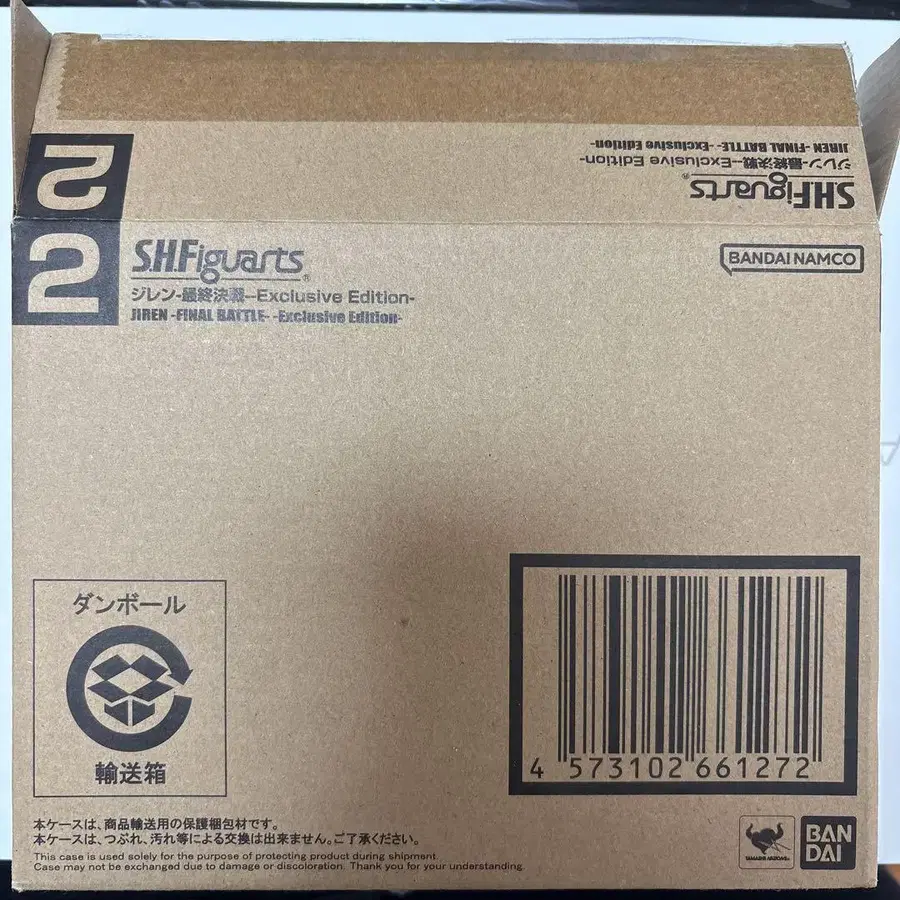 2
S.H.Figuarts
ジレン-最終決戦--Exclusive Edition-
JIREN -FINAL BATTLE- -Exclusive Edition-
2
S.H.Figuarts®
ジレン-最終決戦--Exclusive Edition-
JIREN -FINAL BATTLE- -Exclusive Edition-
BANDAI NAMCO
ダンボール
輸送箱
4 573102 661272
本ケースは、商品輸送用の保護梱包材です。
本ケースは、つぶれ、汚れ等による交換は出来ません。ご了承ください。
This case is used solely for the purpose of protecting product during shipment.
Case may not be exchanged due to damage or discoloration. Thank you for your understanding.
TAMASHII NATIONS
BAN
DAI